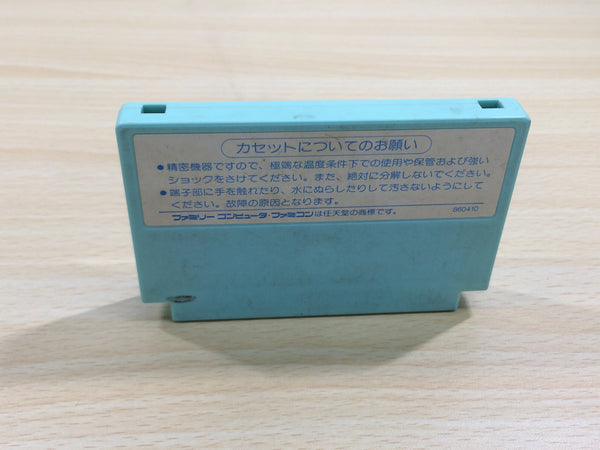 カセットについてのお願い
●精密機器ですので、極端な温度条件下での使用や保管および強い
ショックをさけてください。また、絶対に分解しないでください。
●端子部に手を触れたり、水にぬらしたりして汚さないようにして
ください。故障の原因となります。
ファミリーコンピュータ・ファミコンは任天堂の商標です。 860410